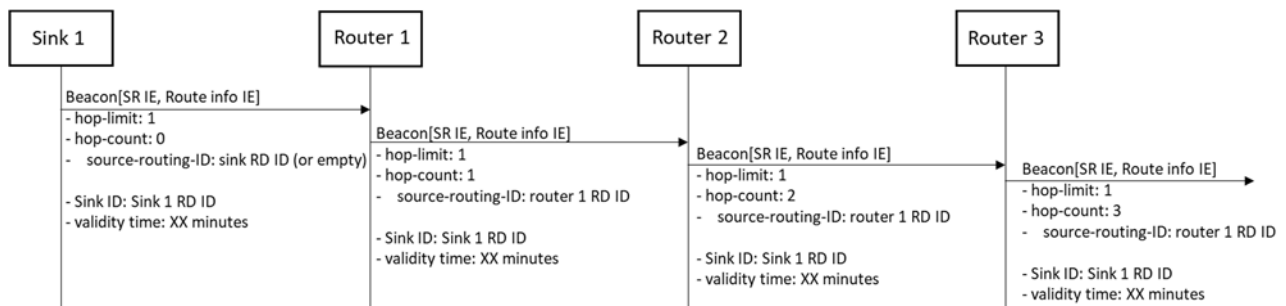 Sink 1
Router 1
Router 2
Router 3
Beacon[SR IE, Route info IE]
- hop-limit: 1
- hop-count: 0
- source-routing-ID: sink RD ID (or empty)
- Sink ID: Sink 1 RD ID
- validity time: XX minutes
Beacon[SR IE, Route info IE]
- hop-limit: 1
- hop-count: 1
- source-routing-ID: router 1 RD ID
- Sink ID: Sink 1 RD ID
- validity time: XX minutes
Beacon[SR IE, Route info IE]
- hop-limit: 1
- hop-count: 2
- source-routing-ID: router 1 RD ID
- Sink ID: Sink 1 RD ID
- validity time: XX minutes
Beacon[SR IE, Route info IE]
- hop-limit: 1
- hop-count: 3
- source-routing-ID: router 1 RD ID
- Sink ID: Sink 1 RD ID
- validity time: XX minutes